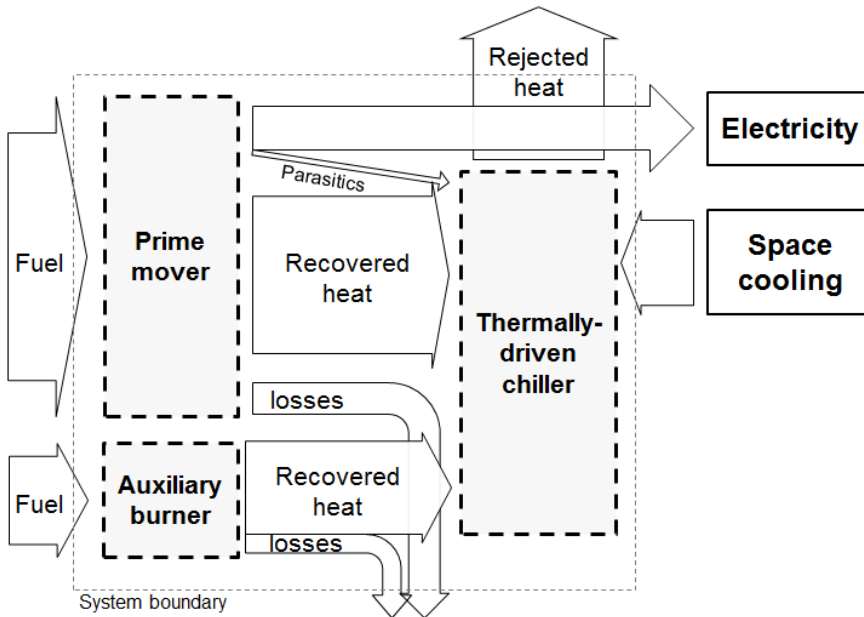 Rejected
heat
Electricity
Parasitics
Fuel
Prime
mover
Recovered
heat
Space
cooling
Thermally-
driven
chiller
losses
Fuel
Auxiliary
burner
Recovered
heat
losses
System boundary